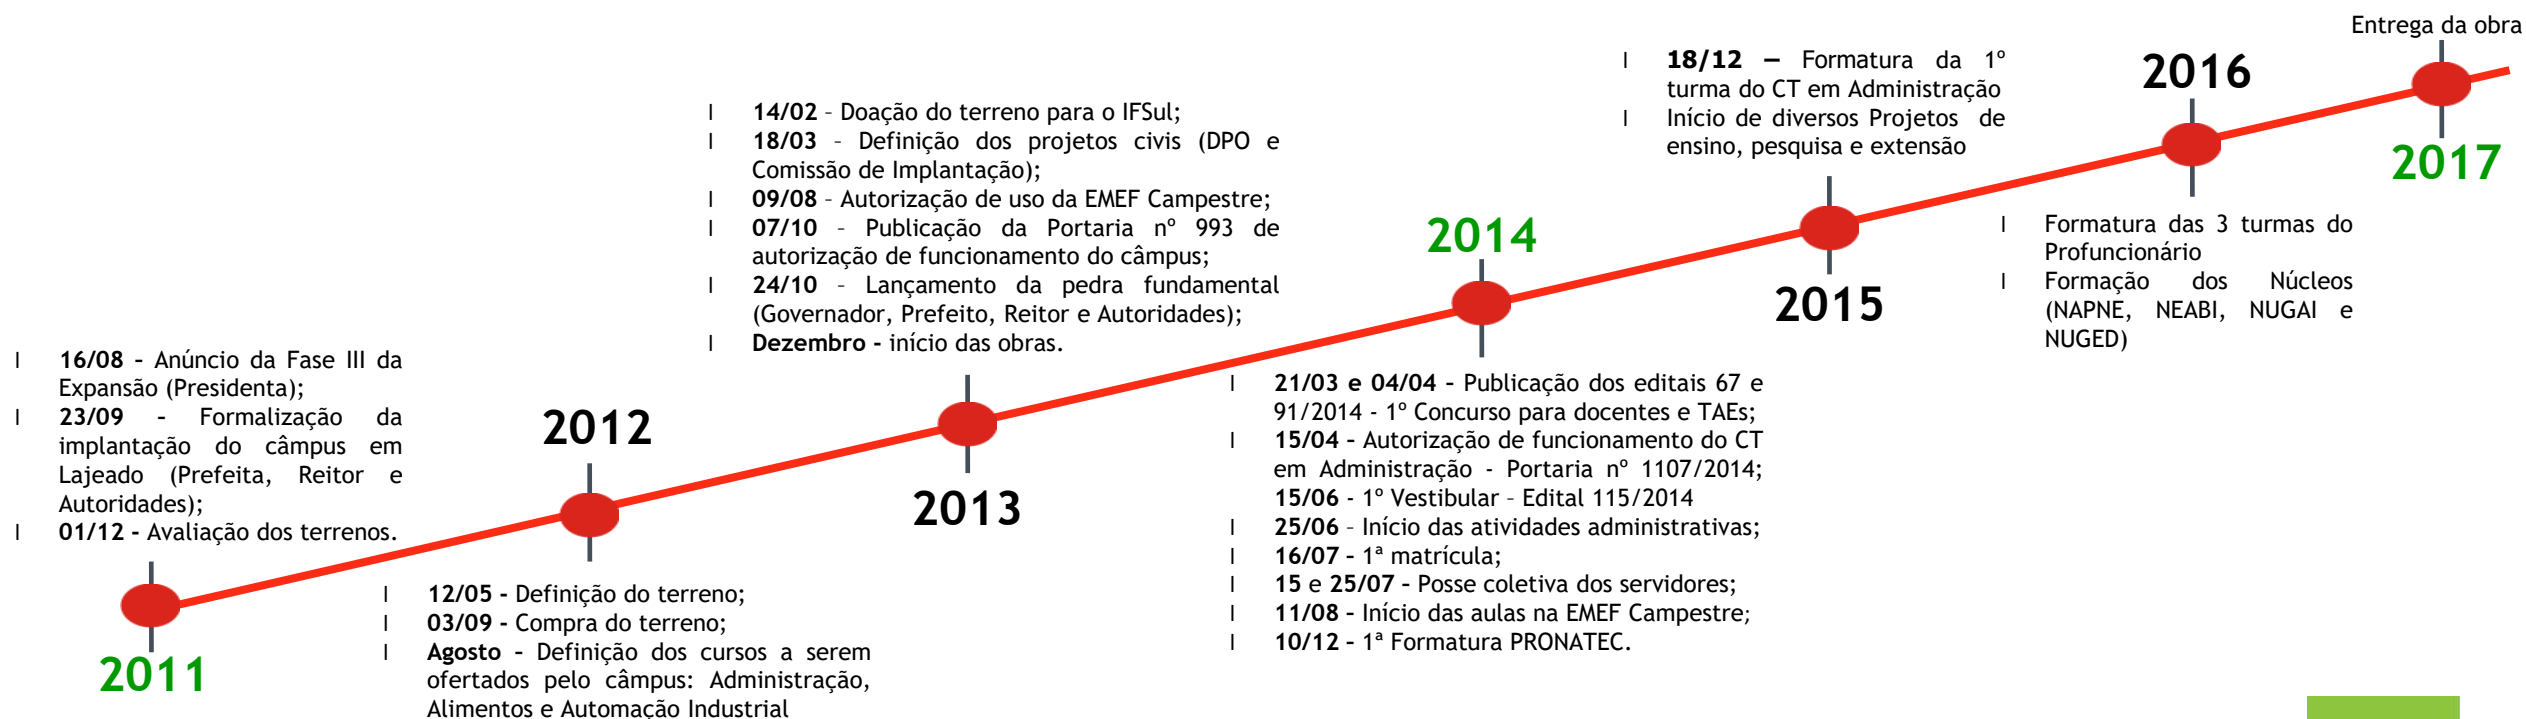 16/08 – Anúncio da Fase III da
Expansão (Presidenta);
23/09 – Formalização da
implantação do câmpus em
Lajeado (Prefeita, Reitor e
Autoridades);
01/12 - Avaliação dos terrenos.
2011
2012
12/05 - Definição do terreno;
03/09 - Compra do terreno;
Agosto – Definição dos cursos a serem
ofertados pelo câmpus: Administração,
Alimentos e Automação Industrial
14/02 – Doação do terreno para o IFSul;
18/03 – Definição dos projetos civis (DPO e
Comissão de Implantação);
09/08 – Autorização de uso da EMEF Campestre;
07/10 – Publicação da Portaria nº 993 de
autorização de funcionamento do câmpus;
24/10 – Lançamento da pedra fundamental
(Governador, Prefeito, Reitor e Autoridades);
Dezembro - início das obras.
2013
2014
21/03 e 04/04 – Publicação dos editais 67 e
91/2014 - 1º Concurso para docentes e TAEs;
15/04 – Autorização de funcionamento do CT
em Administração - Portaria nº 1107/2014;
15/06 - 1º Vestibular – Edital 115/2014
25/06 – Início das atividades administrativas;
16/07 – 1ª matrícula;
15 e 25/07 – Posse coletiva dos servidores;
11/08 – Início das aulas na EMEF Campestre;
10/12 – 1ª Formatura PRONATEC.
18/12 – Formatura da 1º
turma do CT em Administração
Início de diversos Projetos de
ensino, pesquisa e extensão
2015
2016
Formatura das 3 turmas do
Profuncionário
Formação dos Núcleos
(NAPNE, NEABI, NUGAI e
NUGED)
Entrega da obra
2017